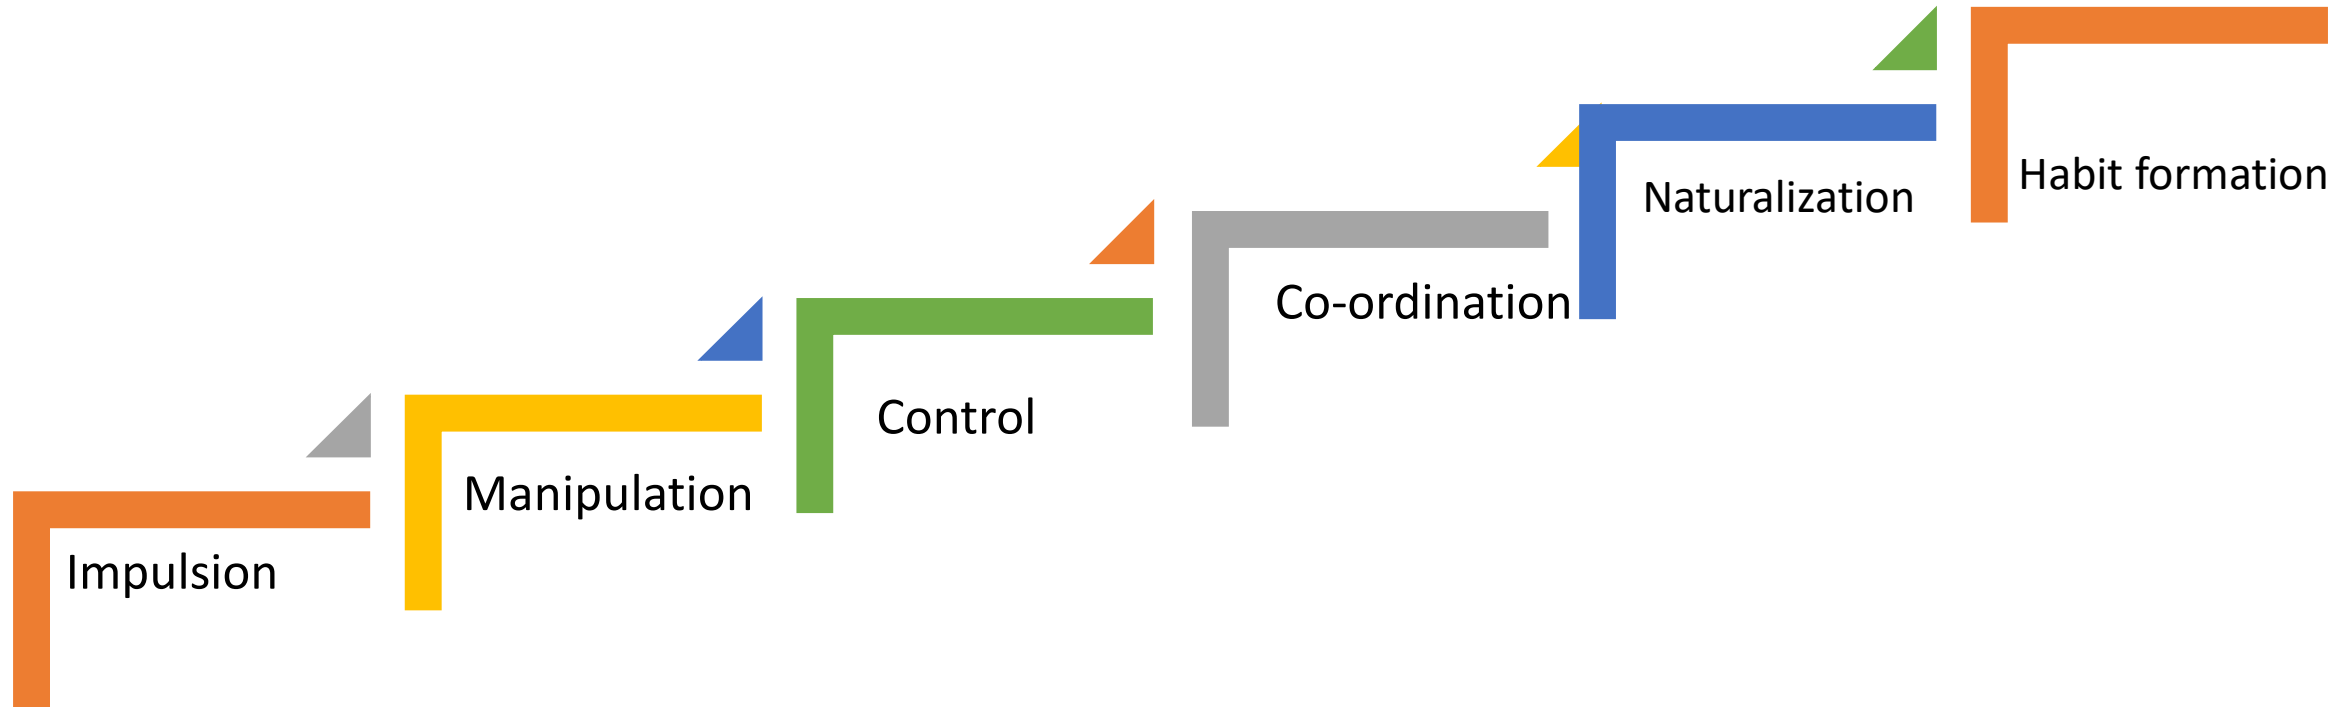 Impulsion
Manipulation
Control
Co-ordination
Naturalization
Habit formation